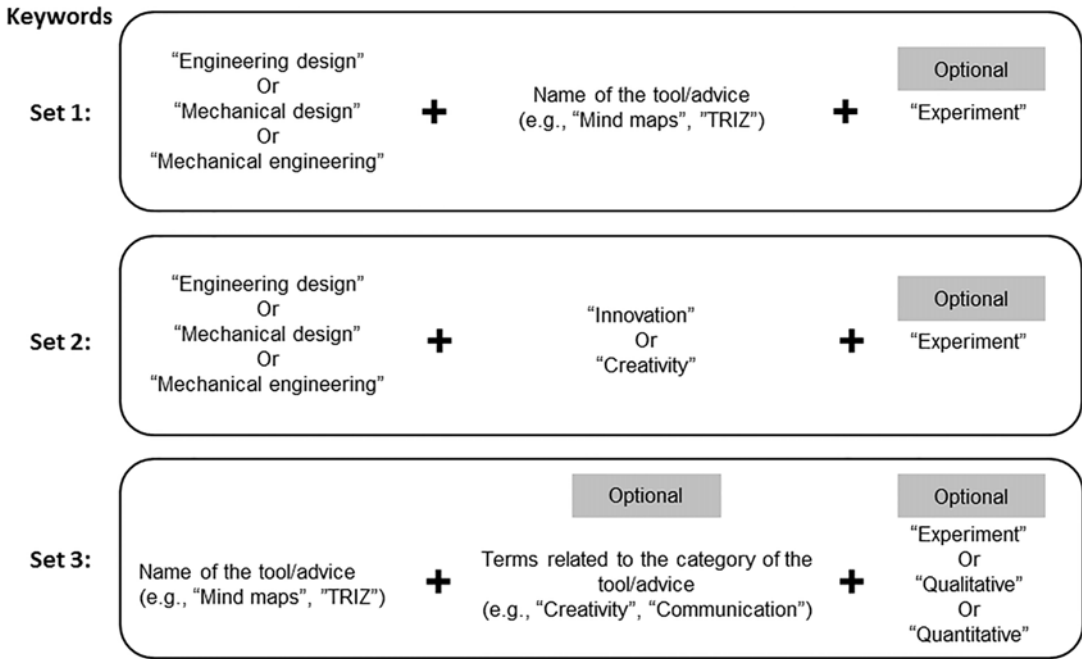 Keywords
Set 1:
“Engineering design”
Or
“Mechanical design”
Or
“Mechanical engineering”
+
Name of the tool/advice
(e.g., “Mind maps”, ”TRIZ”)
+
Optional
“Experiment”
Set 2:
“Engineering design”
Or
“Mechanical design”
Or
“Mechanical engineering”
+
“Innovation”
Or
“Creativity”
+
Optional
“Experiment”
Set 3:
Name of the tool/advice
(e.g., “Mind maps”, ”TRIZ”)
+
Optional
Terms related to the category of the
tool/advice
(e.g., “Creativity”, “Communication”)
+
Optional
“Experiment”
Or
“Qualitative”
Or
“Quantitative”